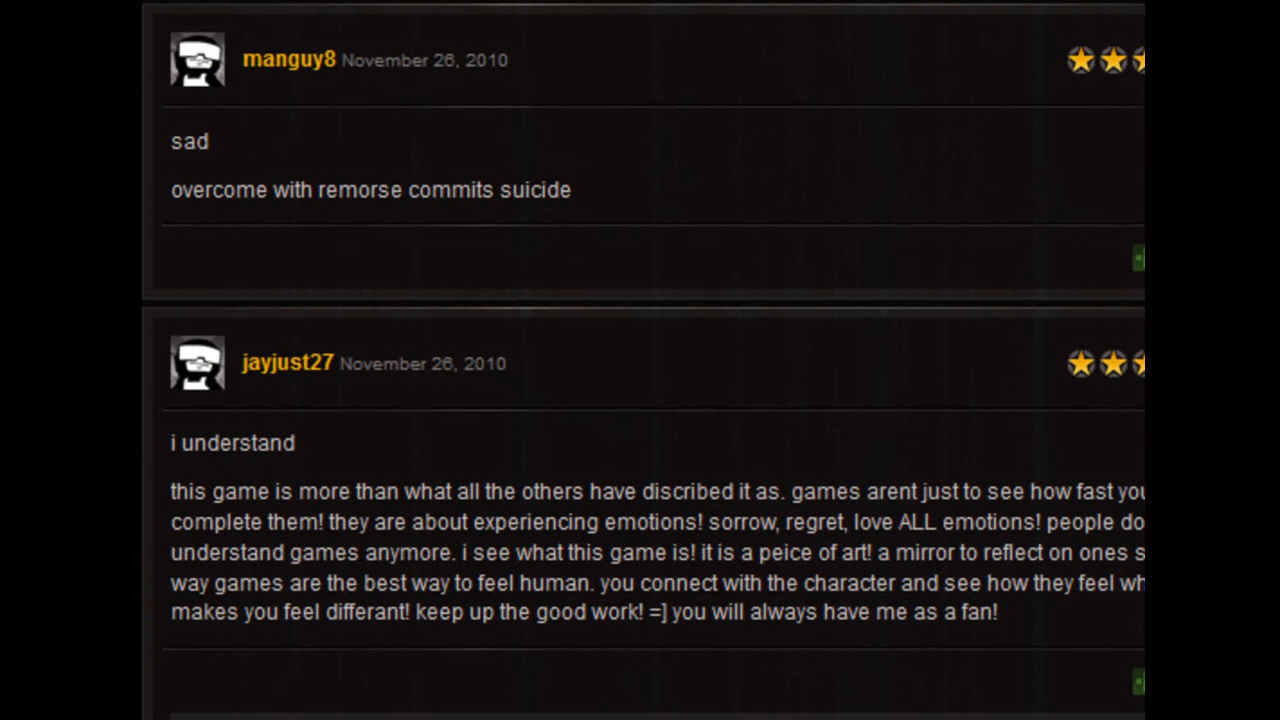 manguy8 November 26, 2010
sad
overcome with remorse commits suicide
jayjust27 November 26, 2010
i understand
this game is more than what all the others have discribed it as. games arent just to see how fast you
complete them! they are about experiencing emotions! sorrow, regret, love ALL emotions! people do
understand games anymore. i see what this game is! it is a peice of art! a mirror to reflect on ones s
way games are the best way to feel human. you connect with the character and see how they feel wh
makes you feel differant! keep up the good work! =] you will always have me as a fan!